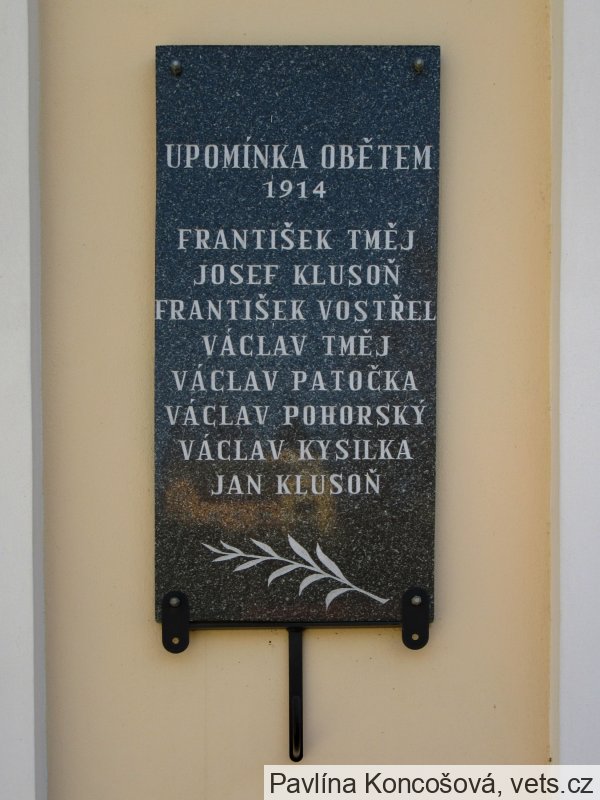 UPOMÍNKA OBĚTEM
1914
FRANTIŠEK TMĚJ
JOSEF KLUSOŇ
FRANTIŠEK VOSTŘEL
VÁCLAV TMĚJ
VÁCLAV PATOČKA
VÁCLAV POHORSKÝ
VÁCLAV KYSILKA
JAN KLUSOŇ
Pavlína Koncošová, vets.cz